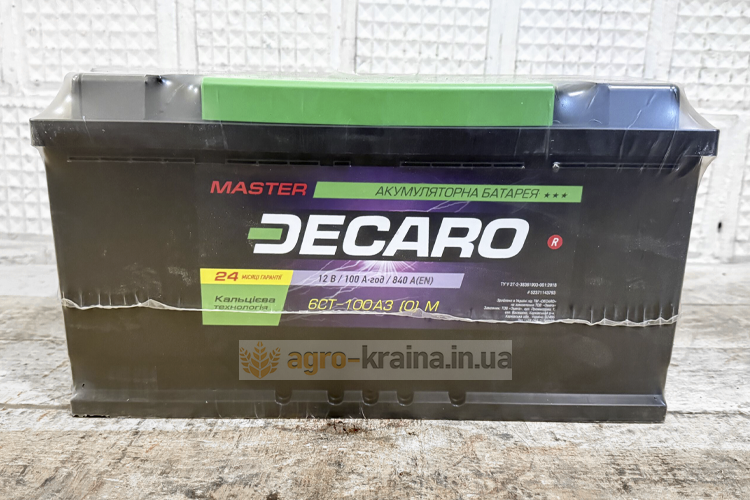 MASTER
АКУМУЛЯТОРНА БАТАРЕЯ ★★★
DECARO
R
24 МІСЯЦІ ГАРАНТІЇ
12 В / 100 А-год / 840 А(EN)
Кальцієва
технологія
6СТ-100АЗ (0) М
agro-kraina.in.ua